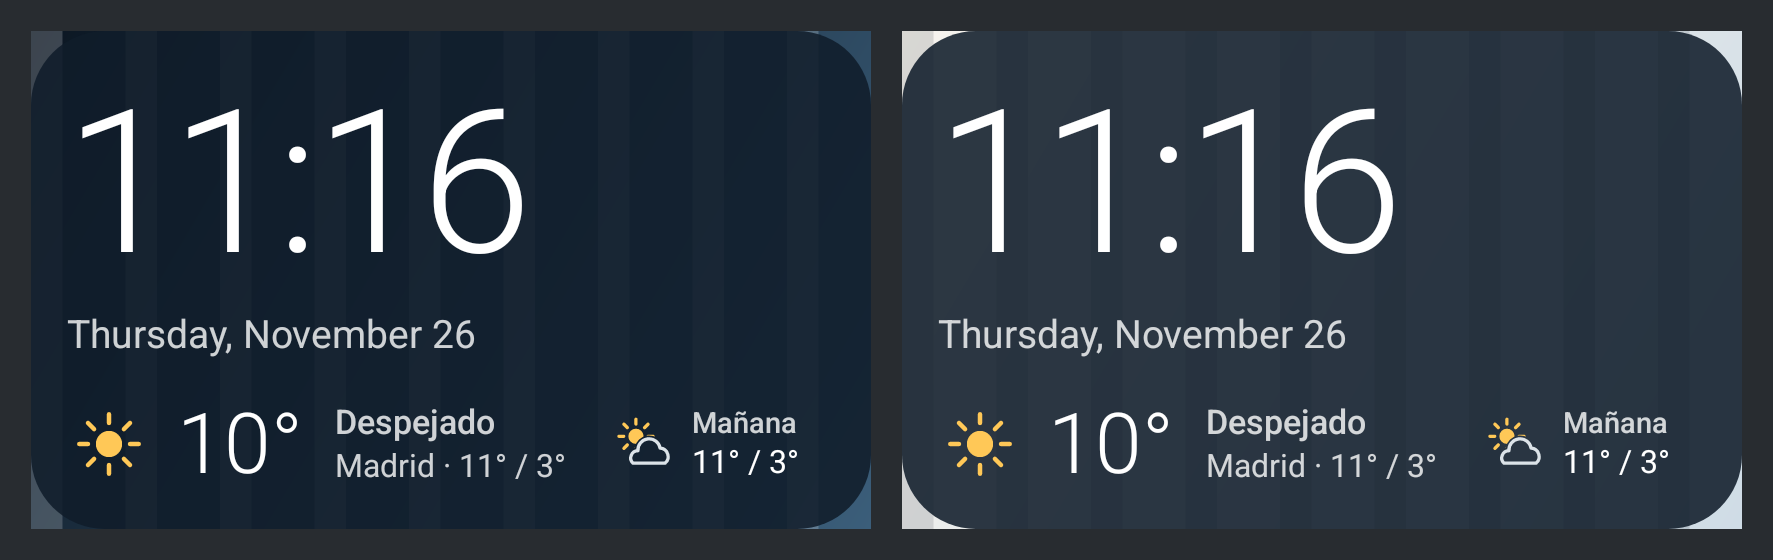 11:16
Thursday, November 26
10°
Despejado
Madrid · 11° / 3°
Mañana
11° / 3°
11:16
Thursday, November 26
10°
Despejado
Madrid · 11° / 3°
Mañana
11° / 3°